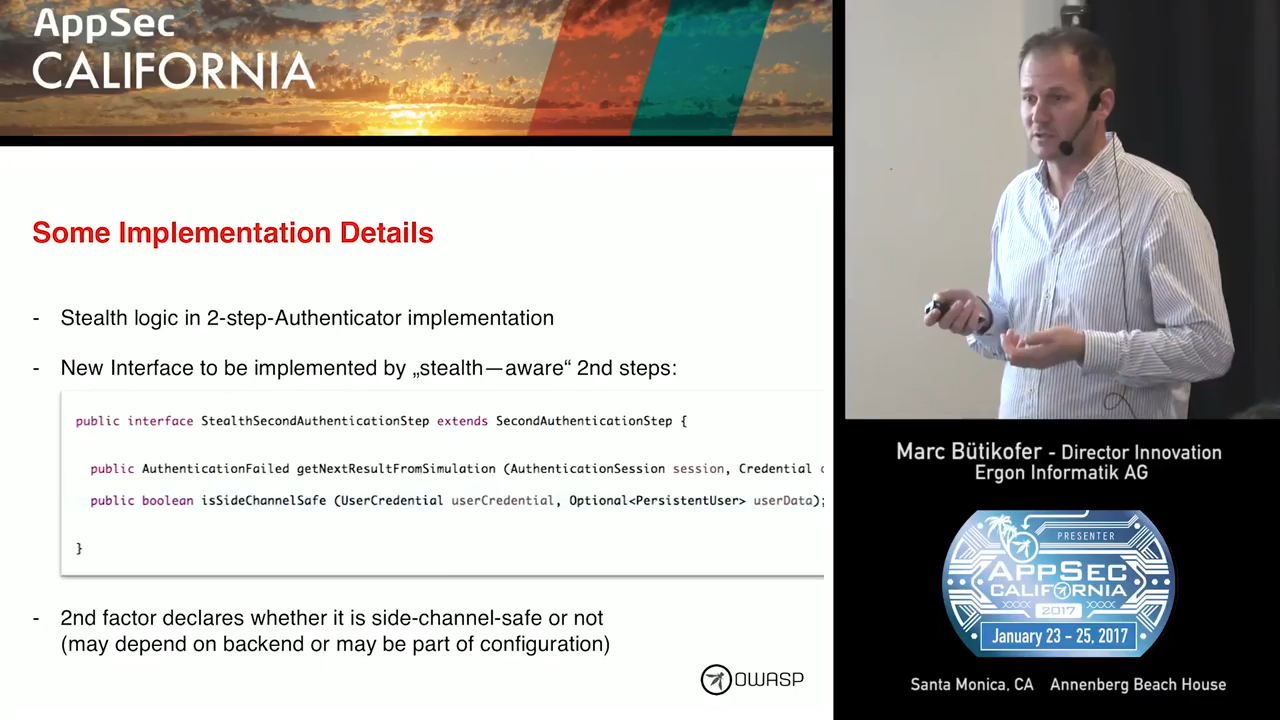 AppSec
CALIFORNIA
Some Implementation Details
- Stealth logic in 2-step-Authenticator implementation
- New Interface to be implemented by „stealth—aware“ 2nd steps:
public interface StealthSecondAuthenticationStep extends SecondAuthenticationStep {
public AuthenticationFailed getNextResultFromSimulation (AuthenticationSession session, Credential
public boolean isSideChannelSafe (UserCredential userCredential, Optional<PersistentUser> userData);
}
- 2nd factor declares whether it is side-channel-safe or not
(may depend on backend or may be part of configuration)
OWASP
Marc Bütikofer - Director Innovation
Ergon Informatik AG
PRESENTER
APPSEC
CALIFORNIA
2017
January 23 - 25, 2017
Santa Monica, CA Annenberg Beach House